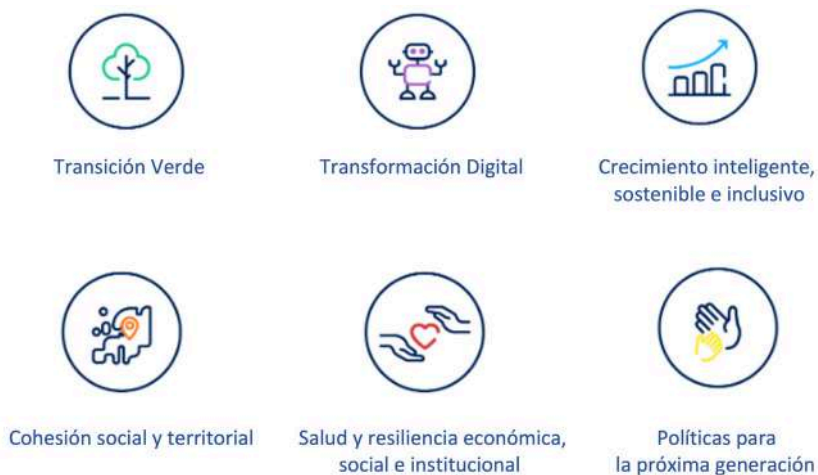 Transición Verde
Transformación Digital
Crecimiento inteligente,
sostenible e inclusivo
Cohesión social y territorial
Salud y resiliencia económica,
social e institucional
Políticas para
la próxima generación